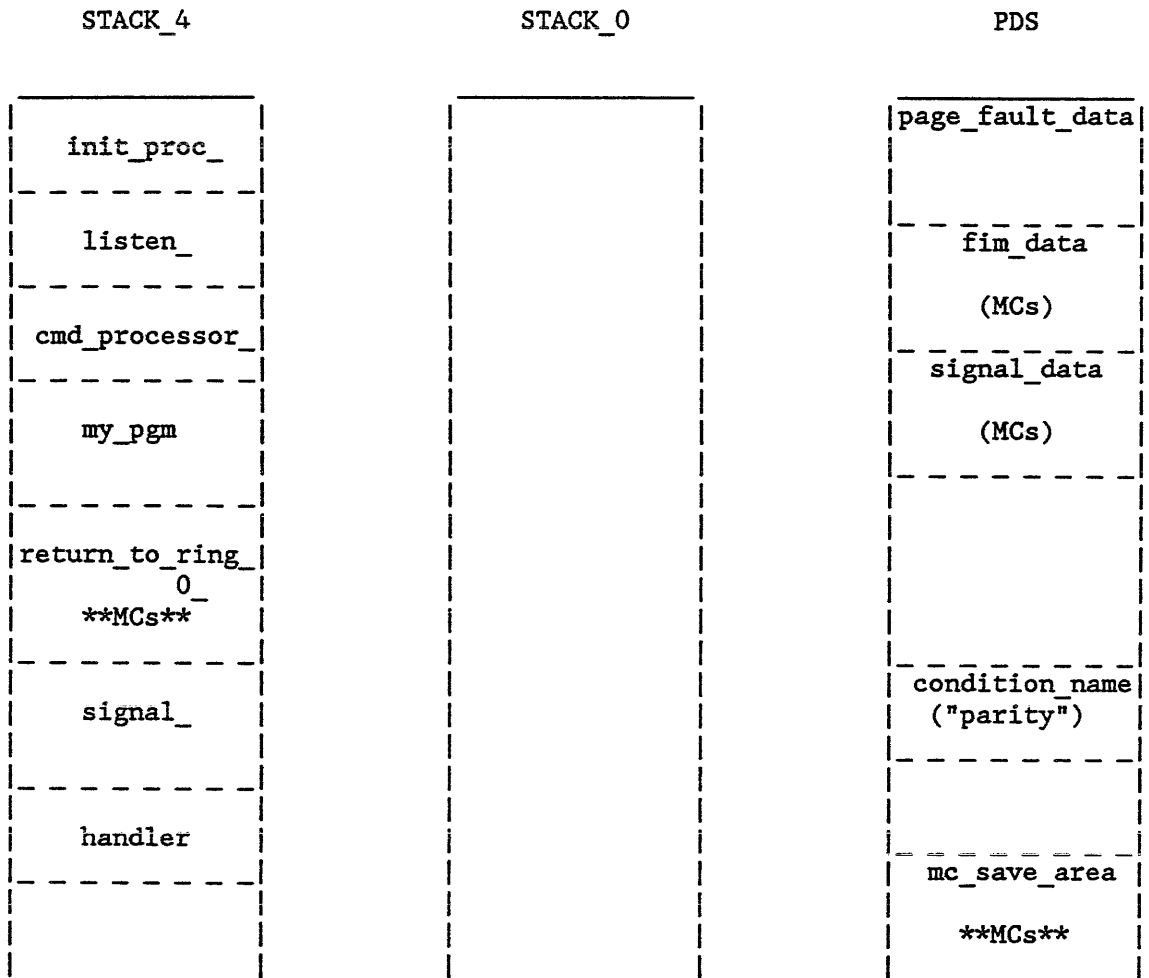 STACK_4 STACK_0 PDS
page_fault_data
init_proc_
listen_
fim_data
(MCs)
cmd_processor_
signal_data
my_pgm
(MCs)
return_to_ring_
0_
**MCs**
condition_name
signal_
("parity")
handler
mc_save_area
**MCs**